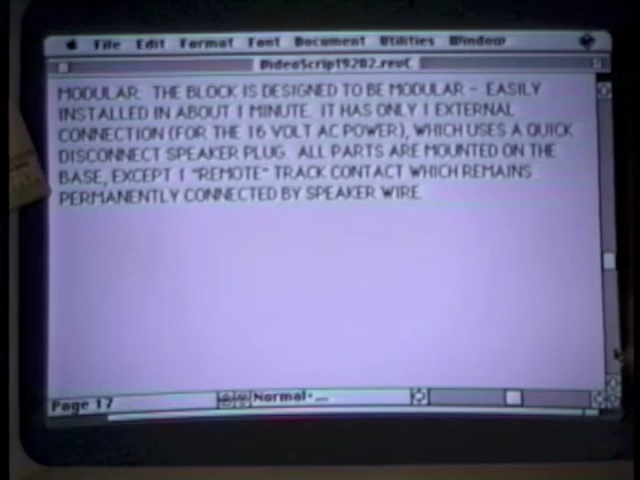 File Edit Format Font Document Utilities Window
VideoScript9202.revC
MODULAR: THE BLOCK IS DESIGNED TO BE MODULAR - EASILY
INSTALLED IN ABOUT 1 MINUTE. IT HAS ONLY 1 EXTERNAL
CONNECTION (FOR THE 16 VOLT AC POWER), WHICH USES A QUICK
DISCONNECT SPEAKER PLUG. ALL PARTS ARE MOUNTED ON THE
BASE, EXCEPT 1 "REMOTE" TRACK CONTACT WHICH REMAINS
PERMANENTLY CONNECTED BY SPEAKER WIRE.
Page 17 Normal+...